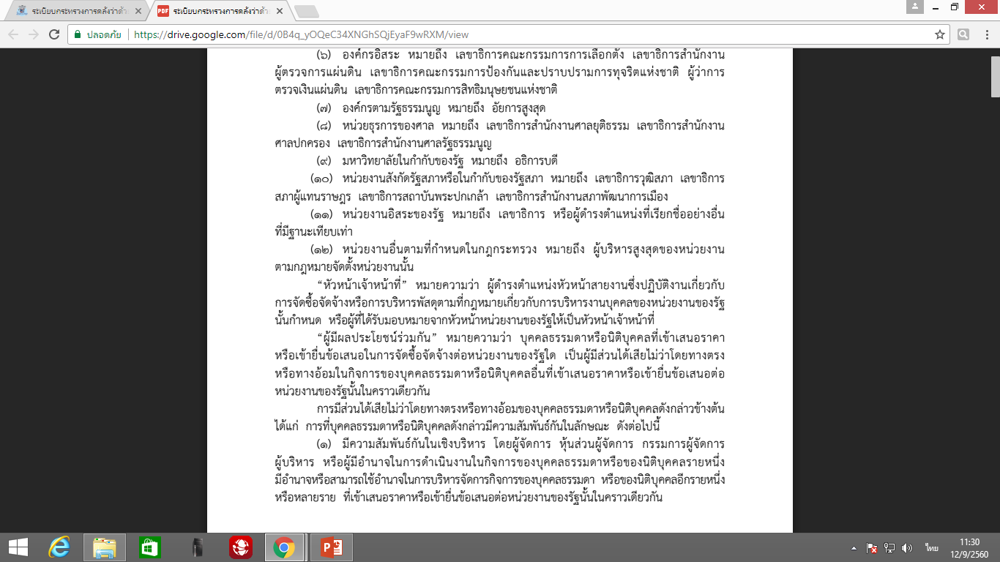 ระเบียบกระทรวงการคลังว่าด้ว
PDF ระเบียบกระทรวงการคลังว่าด้ว
ปลอดภัย https://drive.google.com/file/d/0B4q_yOQeC34XNGhSQjEyaF9wRXM/view
(๖) องค์กรอิสระ หมายถึง เลขาธิการคณะกรรมการการเลือกตั้ง เลขาธิการสำนักงาน
ผู้ตรวจการแผ่นดิน เลขาธิการคณะกรรมการป้องกันและปราบปรามการทุจริตแห่งชาติ ผู้ว่าการ
ตรวจเงินแผ่นดิน เลขาธิการคณะกรรมการสิทธิมนุษยชนแห่งชาติ
(๗) องค์กรตามรัฐธรรมนูญ หมายถึง อัยการสูงสุด
(๘) หน่วยธุรการของศาล หมายถึง เลขาธิการสำนักงานศาลยุติธรรม เลขาธิการสำนักงาน
ศาลปกครอง เลขาธิการสำนักงานศาลรัฐธรรมนูญ
(๙) มหาวิทยาลัยในกำกับของรัฐ หมายถึง อธิการบดี
(๑๐) หน่วยงานสังกัดรัฐสภาหรือในกำกับของรัฐสภา หมายถึง เลขาธิการวุฒิสภา เลขาธิการ
สภาผู้แทนราษฎร เลขาธิการสถาบันพระปกเกล้า เลขาธิการสำนักงานสภาพัฒนาการเมือง
(๑๑) หน่วยงานอิสระของรัฐ หมายถึง เลขาธิการ หรือผู้ดำรงตำแหน่งที่เรียกชื่ออย่างอื่น
ที่มีฐานะเทียบเท่า
(๑๒) หน่วยงานอื่นตามที่กำหนดในกฎกระทรวง หมายถึง ผู้บริหารสูงสุดของหน่วยงาน
ตามกฎหมายจัดตั้งหน่วยงานนั้น
“หัวหน้าเจ้าหน้าที่” หมายความว่า ผู้ดำรงตำแหน่งหัวหน้าสายงานซึ่งปฏิบัติงานเกี่ยวกับ
การจัดซื้อจัดจ้างหรือการบริหารพัสดุตามที่กฎหมายเกี่ยวกับการบริหารงานบุคคลของหน่วยงานของรัฐ
นั้นกำหนด หรือผู้ที่ได้รับมอบหมายจากหัวหน้าหน่วยงานของรัฐให้เป็นหัวหน้าเจ้าหน้าที่
“ผู้มีผลประโยชน์ร่วมกัน” หมายความว่า บุคคลธรรมดาหรือนิติบุคคลที่เข้าเสนอราคา
หรือเข้ายื่นข้อเสนอในการจัดซื้อจัดจ้างต่อหน่วยงานของรัฐใด เป็นผู้มีส่วนได้เสียไม่ว่าโดยทางตรง
หรือทางอ้อมในกิจการของบุคคลธรรมดาหรือนิติบุคคลอื่นที่เข้าเสนอราคาหรือเข้ายื่นข้อเสนอต่อ
หน่วยงานของรัฐนั้นในคราวเดียวกัน
การมีส่วนได้เสียไม่ว่าโดยทางตรงหรือทางอ้อมของบุคคลธรรมดาหรือนิติบุคคลดังกล่าวข้างต้น
ได้แก่ การที่บุคคลธรรมดาหรือนิติบุคคลดังกล่าวมีความสัมพันธ์กันในลักษณะ ดังต่อไปนี้
(๑) มีความสัมพันธ์กันในเชิงบริหาร โดยผู้จัดการ หุ้นส่วนผู้จัดการ กรรมการผู้จัดการ
ผู้บริหาร หรือผู้มีอำนาจในการดำเนินงานในกิจการของบุคคลธรรมดาหรือของนิติบุคคลรายหนึ่ง
มีอำนาจหรือสามารถใช้อำนาจในการบริหารจัดการกิจการของบุคคลธรรมดา หรือของนิติบุคคลอีกรายหนึ่ง
หรือหลายราย ที่เข้าเสนอราคาหรือเข้ายื่นข้อเสนอต่อหน่วยงานของรัฐนั้นในคราวเดียวกัน
ไทย
11:30
12/9/2560